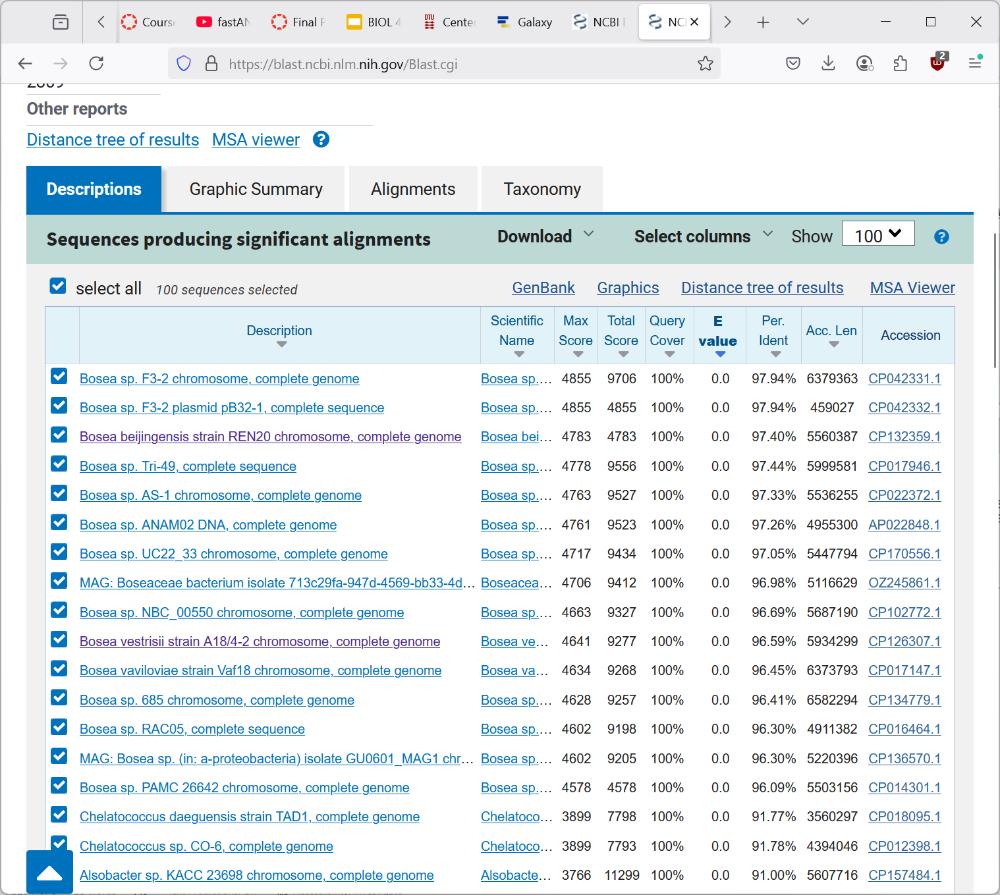 Course
fastAN
Final P
BIOL 4
Center
Galaxy
NCBI
NCI
https://blast.ncbi.nlm.nih.gov/Blast.cgi
2
Other reports
Distance tree of results MSA viewer ?
Descriptions Graphic Summary Alignments Taxonomy
Sequences producing significant alignments Download Select columns Show 100 ?
select all 100 sequences selected GenBank Graphics Distance tree of results MSA Viewer
Description Scientific Name Max Score Total Score Query Cover E value Per. Ident Acc. Len Accession
Bosea sp. F3-2 chromosome, complete genome Bosea sp.... 4855 9706 100% 0.0 97.94% 6379363 CP042331.1
Bosea sp. F3-2 plasmid pB32-1, complete sequence Bosea sp.... 4855 4855 100% 0.0 97.94% 459027 CP042332.1
Bosea beijingensis strain REN20 chromosome, complete genome Bosea bei... 4783 4783 100% 0.0 97.40% 5560387 CP132359.1
Bosea sp. Tri-49, complete sequence Bosea sp.... 4778 9556 100% 0.0 97.44% 5999581 CP017946.1
Bosea sp. AS-1 chromosome, complete genome Bosea sp.... 4763 9527 100% 0.0 97.33% 5536255 CP022372.1
Bosea sp. ANAM02 DNA, complete genome Bosea sp.... 4761 9523 100% 0.0 97.26% 4955300 AP022848.1
Bosea sp. UC22_33 chromosome, complete genome Bosea sp.... 4717 9434 100% 0.0 97.05% 5447794 CP170556.1
MAG: Boseaceae bacterium isolate 713c29fa-947d-4569-bb33-4d... Boseacea... 4706 9412 100% 0.0 96.98% 5116629 OZ245861.1
Bosea sp. NBC_00550 chromosome, complete genome Bosea sp.... 4663 9327 100% 0.0 96.69% 5687190 CP102772.1
Bosea vestrisii strain A18/4-2 chromosome, complete genome Bosea ve... 4641 9277 100% 0.0 96.59% 5934299 CP126307.1
Bosea vaviloviae strain Vaf18 chromosome, complete genome Bosea va... 4634 9268 100% 0.0 96.45% 6373793 CP017147.1
Bosea sp. 685 chromosome, complete genome Bosea sp.... 4628 9257 100% 0.0 96.41% 6582294 CP134779.1
Bosea sp. RAC05, complete sequence Bosea sp.... 4602 9198 100% 0.0 96.30% 4911382 CP016464.1
MAG: Bosea sp. (in: a-proteobacteria) isolate GU0601_MAG1 chr... Bosea sp.... 4602 9205 100% 0.0 96.30% 5220396 CP136570.1
Bosea sp. PAMC 26642 chromosome, complete genome Bosea sp.... 4578 4578 100% 0.0 96.09% 5503156 CP014301.1
Chelatococcus daeguensis strain TAD1, complete genome Chelatoco... 3899 7798 100% 0.0 91.77% 3560297 CP018095.1
Chelatococcus sp. CO-6, complete genome Chelatoco... 3899 7793 100% 0.0 91.78% 4394046 CP012398.1
Alsobacter sp. KACC 23698 chromosome, complete genome Alsobacte... 3766 11299 100% 0.0 91.00% 5607716 CP157484.1